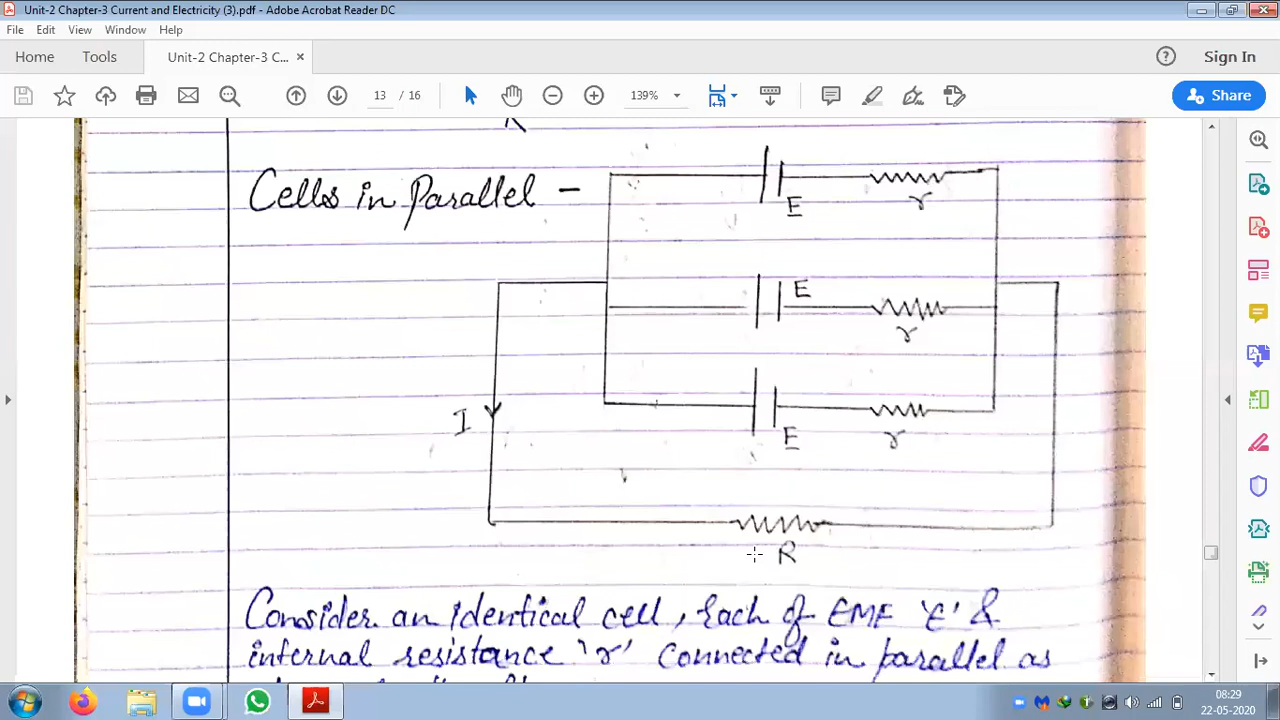 Unit-2 Chapter-3 Current and Electricity (3).pdf - Adobe Acrobat Reader DC
File Edit View Window Help
Home Tools Unit-2 Chapter-3 C... × Sign In
13 / 16 139% Share
R
Cells in Parallel -
E r
E
r
I
E r
R
Consider an identical cell, Each of EMF 'E' &
internal resistance 'r' connected in parallel as
08:29
22-05-2020